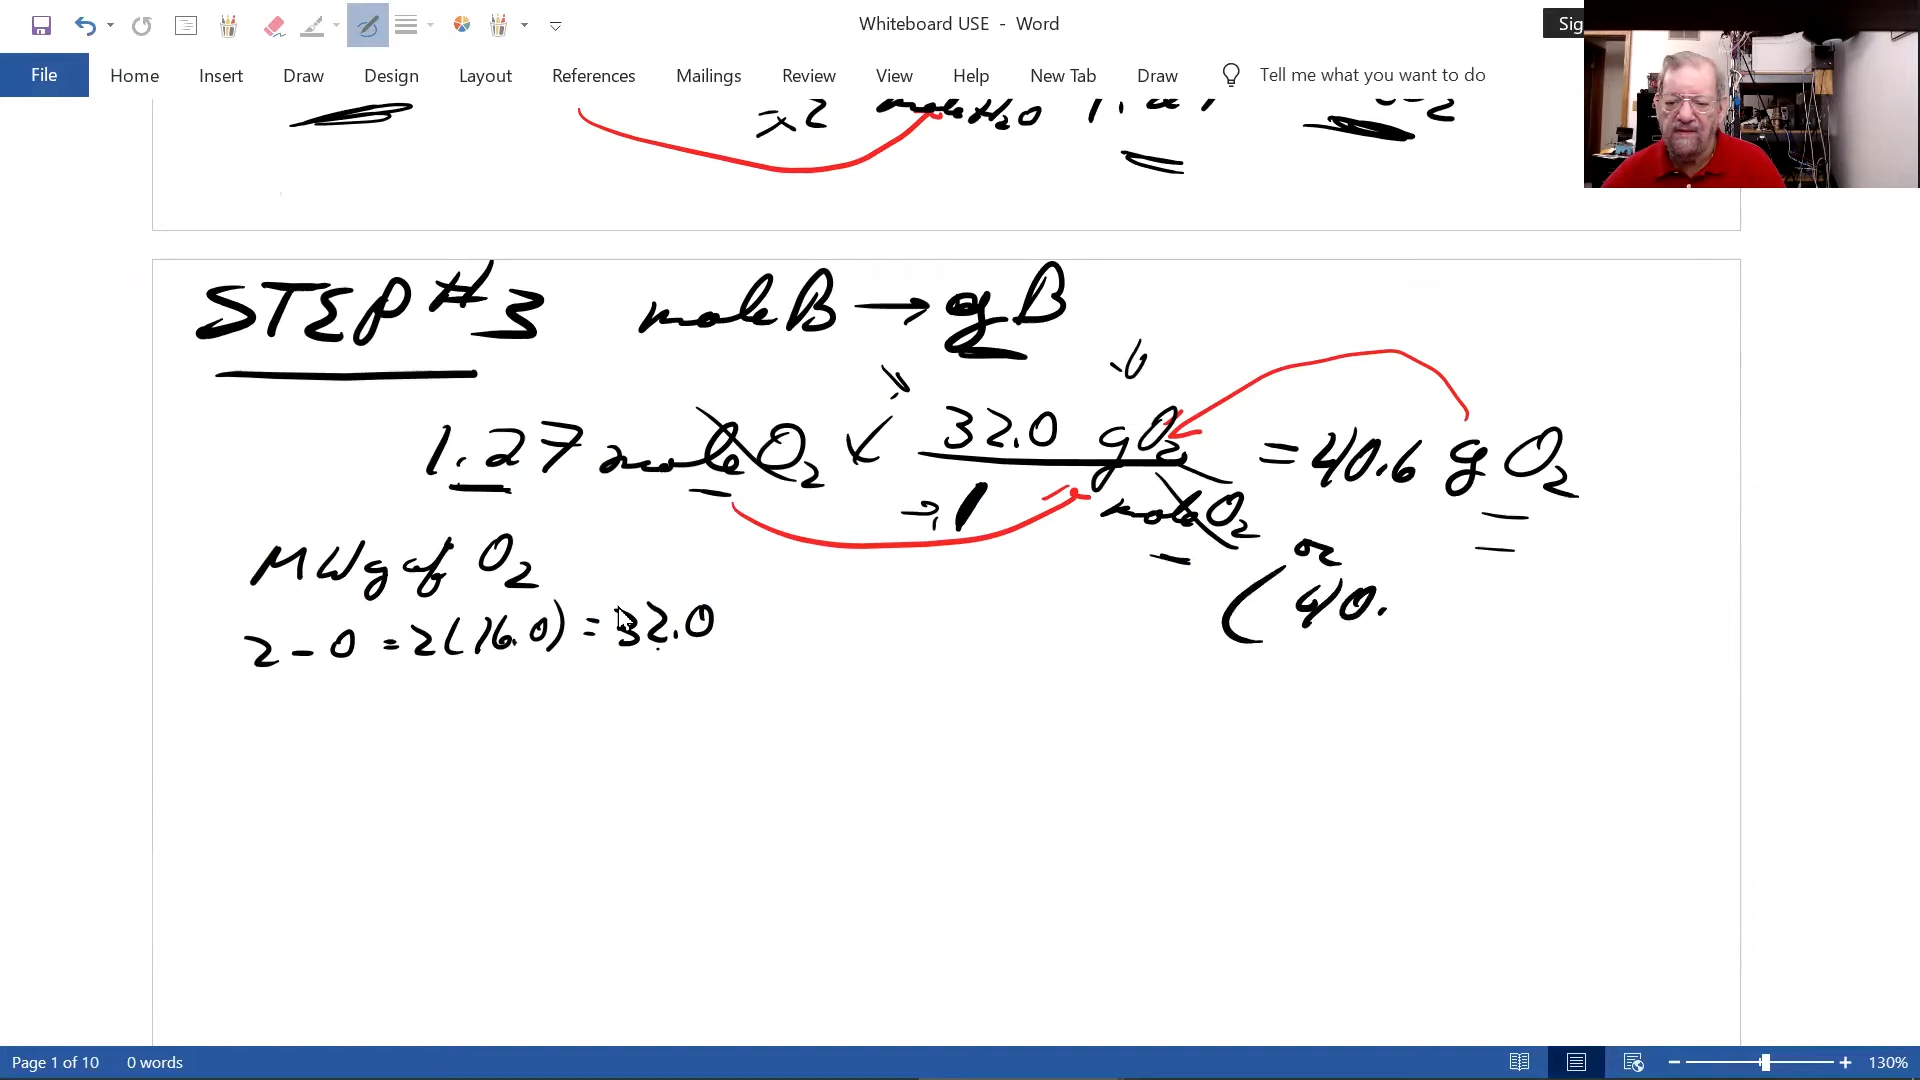 Whiteboard USE - Word
Sig
File Home Insert Draw Design Layout References Mailings Review View Help New Tab Draw Tell me what you want to do
2 mole H₂O
STEP #3 mole B → g B
1.27 mole O₂ × 32.0 g O₂ = 40.6 g O₂
1 mole O₂
or
(40.
MWg of O₂
2-O = 2(16.0) = 32.0
Page 1 of 10 0 words 130%